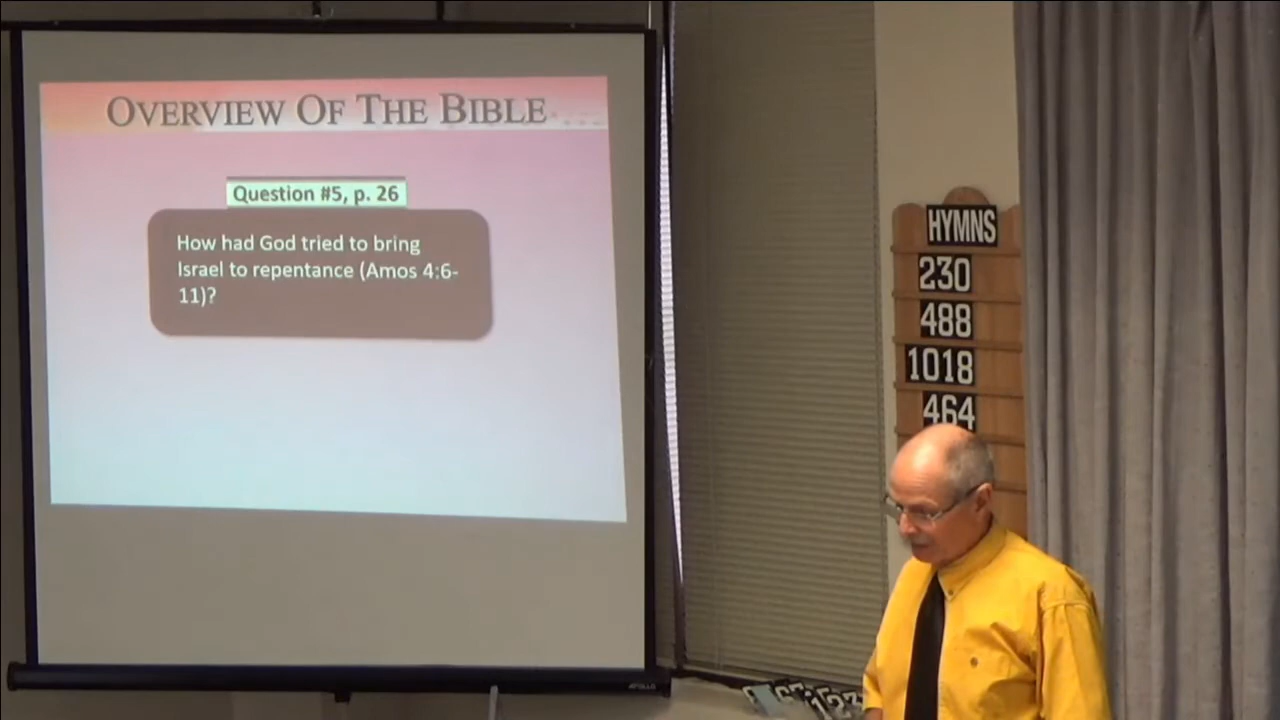 OVERVIEW OF THE BIBLE
Question #5, p. 26
How had God tried to bring
Israel to repentance (Amos 4:6-
11)?
HYMNS
230
488
1018
464
APOLLO